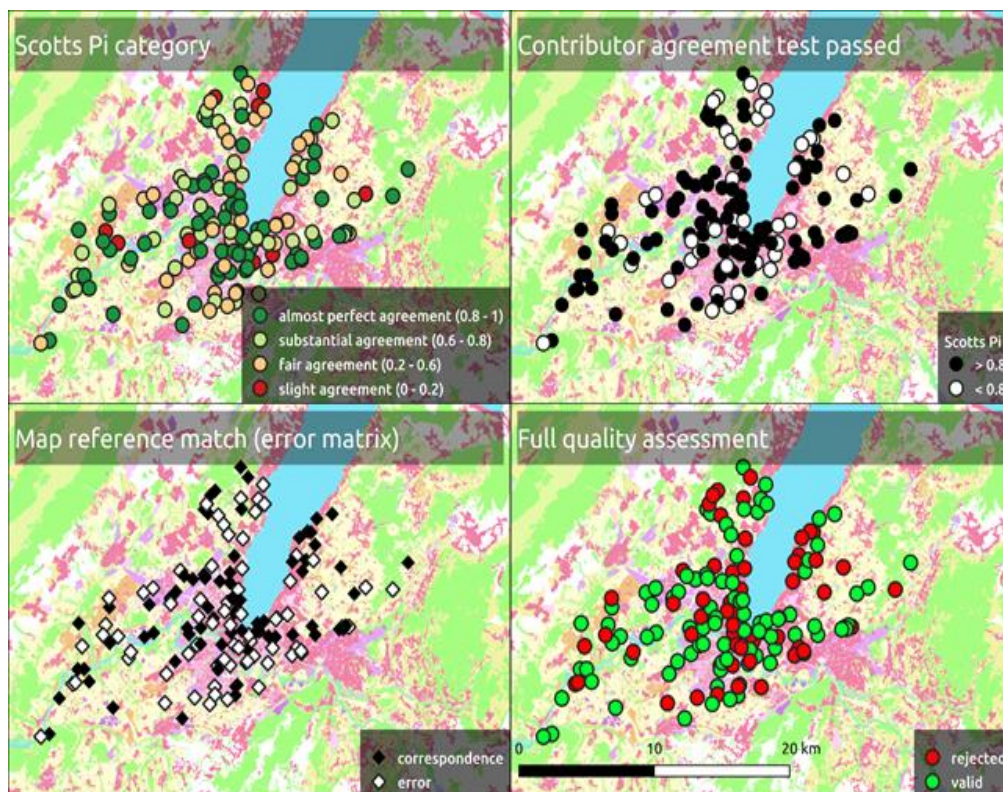 Scotts Pi category
almost perfect agreement (0.8 - 1)
substantial agreement (0.6 - 0.8)
fair agreement (0.2 - 0.6)
slight agreement (0 - 0.2)
Contributor agreement test passed
Scotts Pi
> 0.8
< 0.8
Map reference match (error matrix)
correspondence
error
Full quality assessment
0 10 20 km
rejected
valid